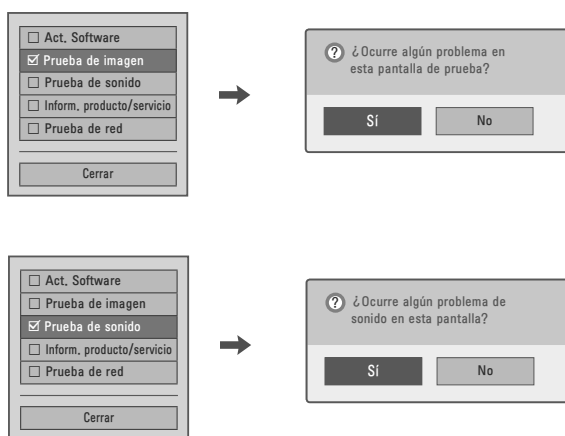 Act. Software
Prueba de imagen
Prueba de sonido
Inform. producto/servicio
Prueba de red
Cerrar
? ¿Ocurre algún problema en
esta pantalla de prueba?
Sí No
Act. Software
Prueba de imagen
Prueba de sonido
Inform. producto/servicio
Prueba de red
Cerrar
? ¿Ocurre algún problema de
sonido en esta pantalla?
Sí No